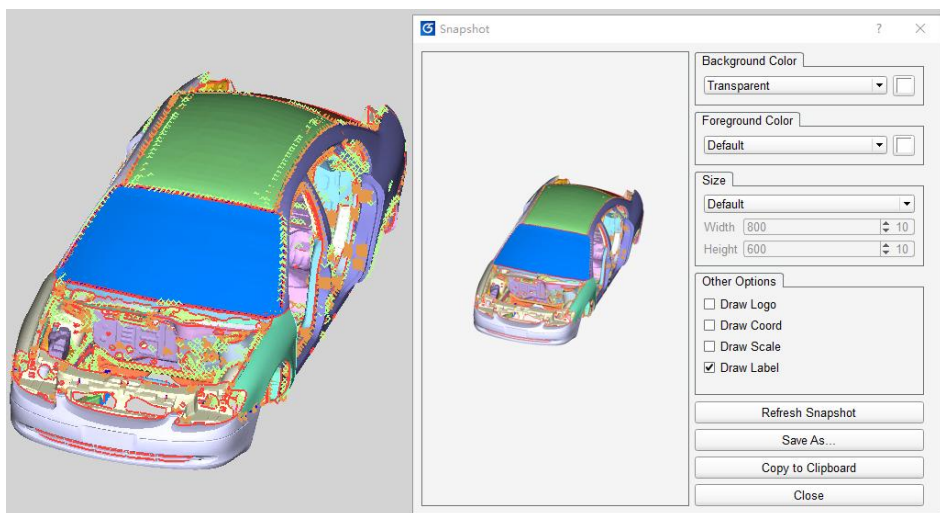 Snapshot ?
Background Color
Transparent
Foreground Color
Default
Size
Default
Width 800 10
Height 600 10
Other Options
Draw Logo
Draw Coord
Draw Scale
Draw Label
Refresh Snapshot
Save As...
Copy to Clipboard
Close